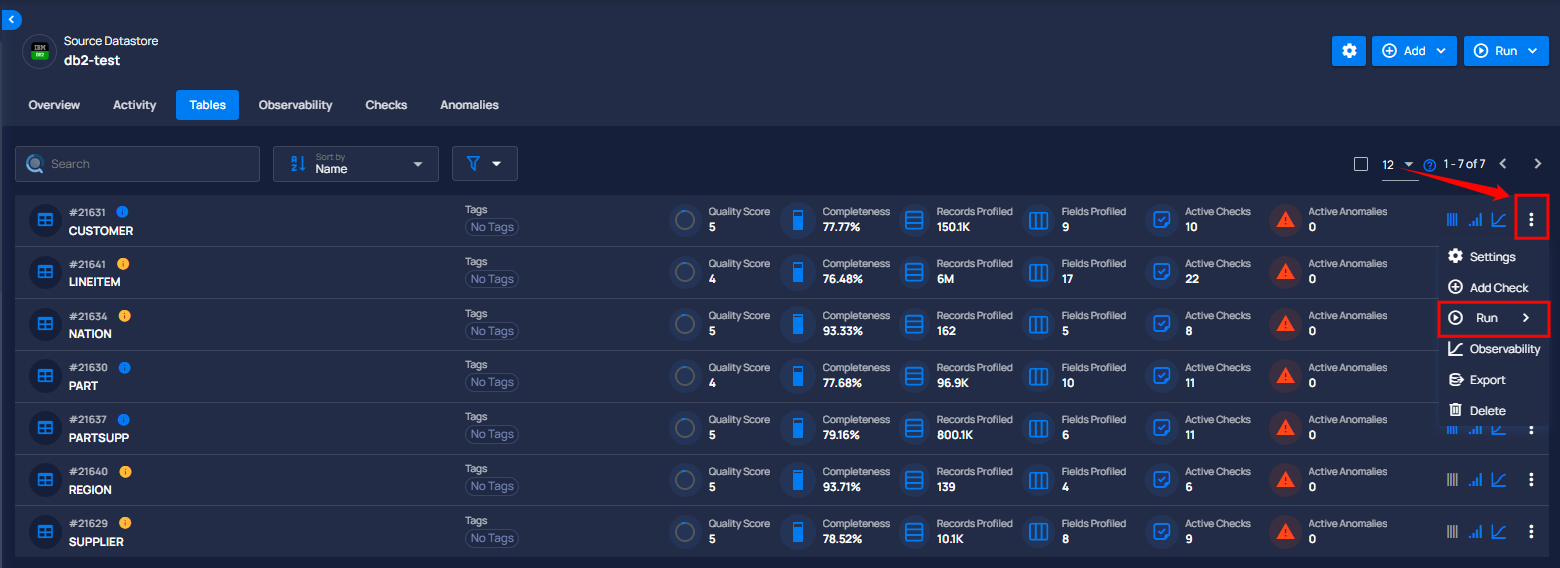 Source Datastore
IBM
DB2
db2-test
Add
Run
Overview
Activity
Tables
Observability
Checks
Anomalies
Search
A
Z
Sort by
Name
12
?
1 - 7 of 7
#21631
CUSTOMER
Tags
No Tags
Quality Score
5
Completeness
77.77%
Records Profiled
150.1K
Fields Profiled
9
Active Checks
10
Active Anomalies
0
Settings
Add Check
Run
Observability
Export
Delete
#21641
LINEITEM
Tags
No Tags
Quality Score
4
Completeness
76.48%
Records Profiled
6M
Fields Profiled
17
Active Checks
22
Active Anomalies
0
#21634
NATION
Tags
No Tags
Quality Score
5
Completeness
93.33%
Records Profiled
162
Fields Profiled
5
Active Checks
8
Active Anomalies
0
#21630
PART
Tags
No Tags
Quality Score
4
Completeness
77.68%
Records Profiled
96.9K
Fields Profiled
10
Active Checks
11
Active Anomalies
0
#21637
PARTSUPP
Tags
No Tags
Quality Score
5
Completeness
79.16%
Records Profiled
800.1K
Fields Profiled
6
Active Checks
11
Active Anomalies
0
#21640
REGION
Tags
No Tags
Quality Score
5
Completeness
93.71%
Records Profiled
139
Fields Profiled
4
Active Checks
6
Active Anomalies
0
#21629
SUPPLIER
Tags
No Tags
Quality Score
5
Completeness
78.52%
Records Profiled
10.1K
Fields Profiled
8
Active Checks
9
Active Anomalies
0